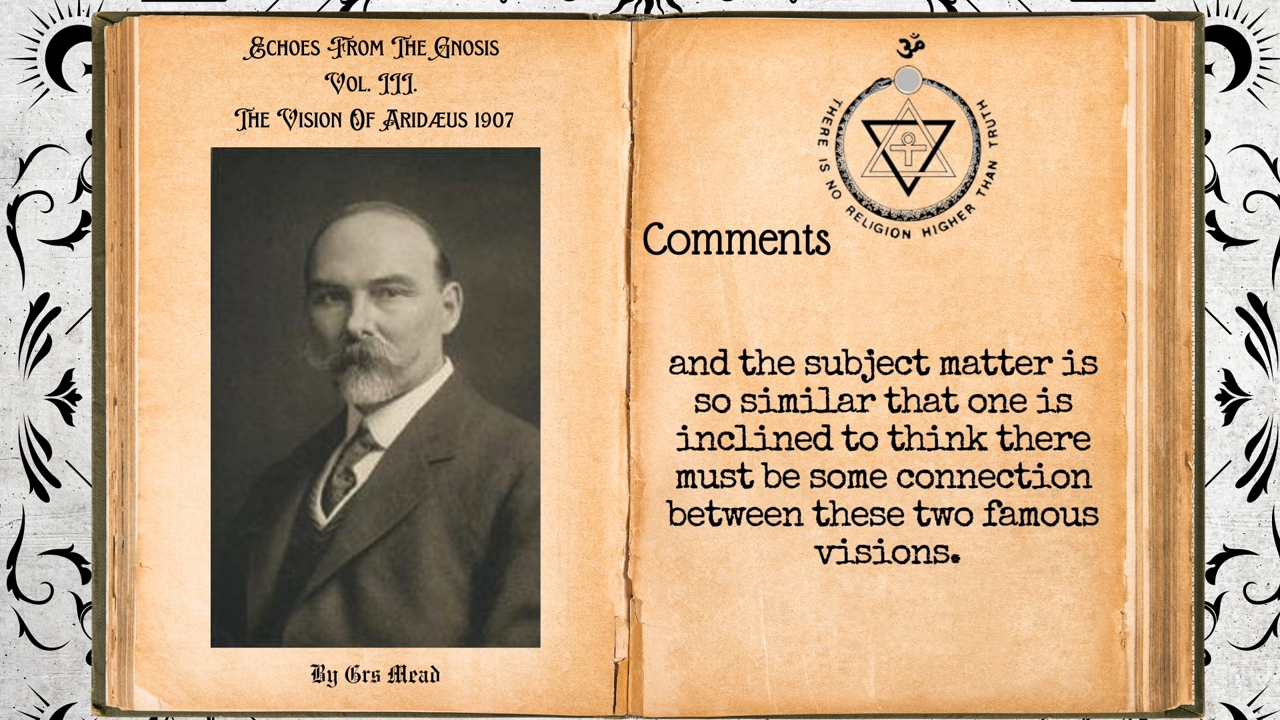 Echoes From The Gnosis
Vol. III.
The Vision Of Aridæus 1907
By Grs Mead
ॐ
THERE IS NO RELIGION HIGHER THAN TRUTH
Comments
and the subject matter is
so similar that one is
inclined to think there
must be some connection
between these two famous
visions.